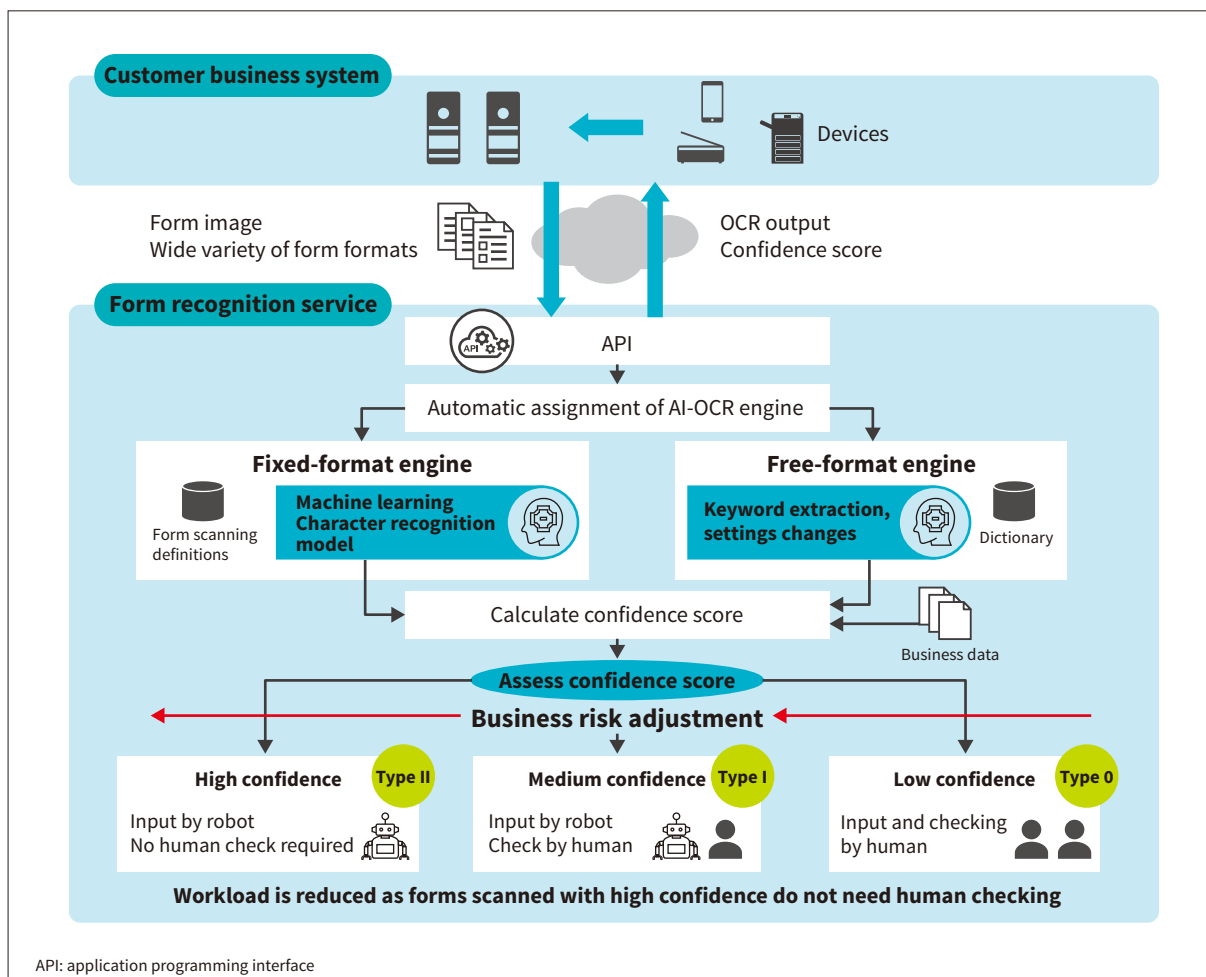 Customer business system
Devices
Form image
Wide variety of form formats
OCR output
Confidence score
Form recognition service
API
API
Automatic assignment of AI-OCR engine
Fixed-format engine
Form scanning
definitions
Machine learning
Character recognition
model
Free-format engine
Keyword extraction,
settings changes
Dictionary
Calculate confidence score
Business data
Assess confidence score
Business risk adjustment
High confidence
Type II
Input by robot
No human check required
Medium confidence
Type I
Input by robot
Check by human
Low confidence
Type 0
Input and checking
by human
Workload is reduced as forms scanned with high confidence do not need human checking
API: application programming interface